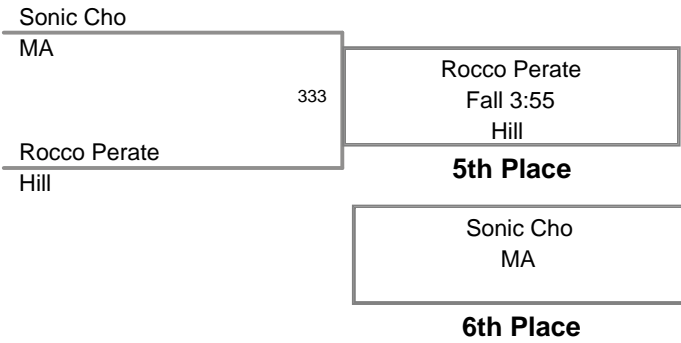 Sonic Cho
MA
333
Rocco Perate
Hill
Rocco Perate
Fall 3:55
Hill
5th Place
Sonic Cho
MA
6th Place